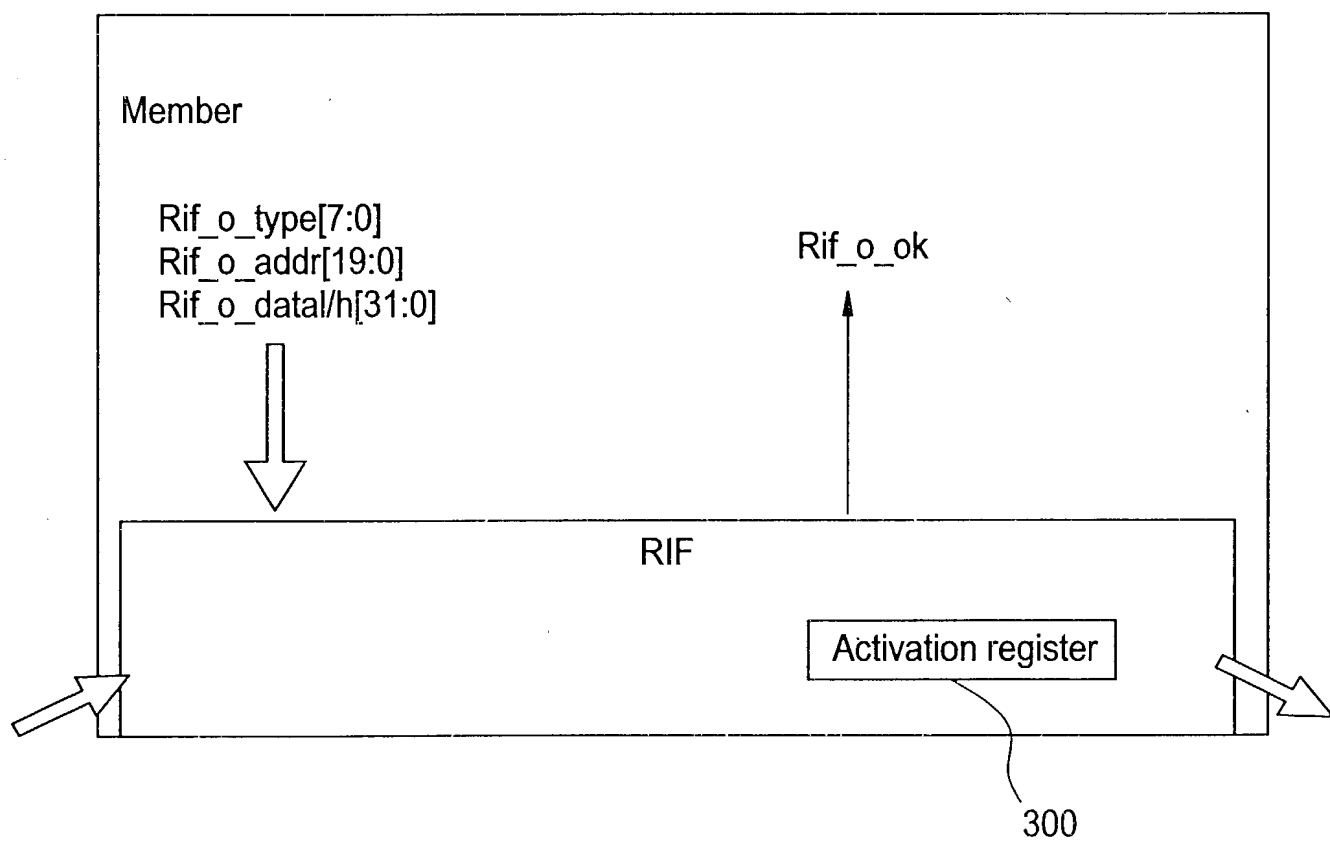 Member
Rif_o_type[7:0]
Rif_o_addr[19:0]
Rif_o_datal/h[31:0]
Rif_o_ok
RIF
Activation register
300